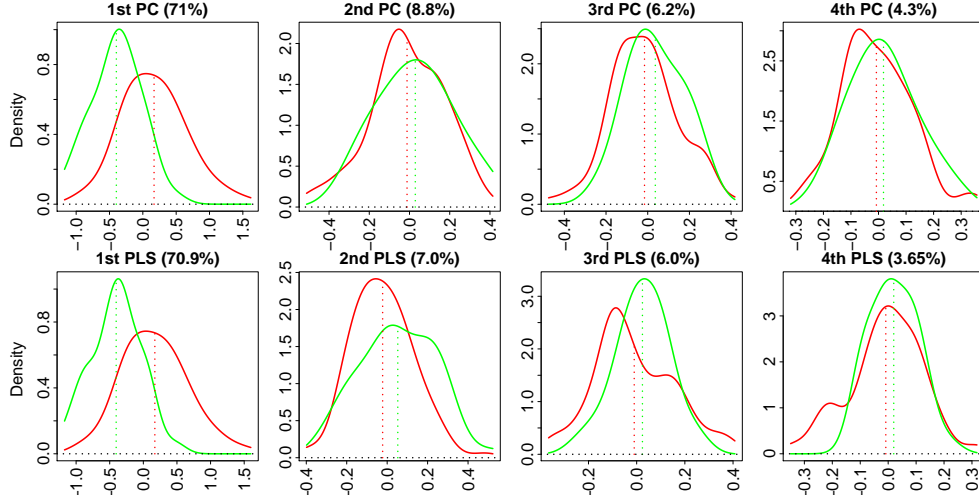 1st PC (71%)
2nd PC (8.8%)
3rd PC (6.2%)
4th PC (4.3%)
Density
0.0 0.4 0.8
−1.0 −0.5 0.0 0.5 1.0 1.5
0.0 0.5 1.0 1.5 2.0
−0.4 −0.2 0.0 0.2 0.4
0.0 1.0 2.0
−0.4 −0.2 0.0 0.2 0.4
0.5 1.5 2.5
−0.3 −0.2 −0.1 0.0 0.1 0.2 0.3
1st PLS (70.9%)
2nd PLS (7.0%)
3rd PLS (6.0%)
4th PLS (3.65%)
Density
0.0 0.4 0.8
−1.0 −0.5 0.0 0.5 1.0 1.5
0.0 0.5 1.0 1.5 2.0 2.5
−0.4 −0.2 0.0 0.2 0.4
0.0 1.0 2.0 3.0
−0.2 0.0 0.2 0.4
0 1 2 3
−0.3 −0.2 −0.1 0.0 0.1 0.2 0.3